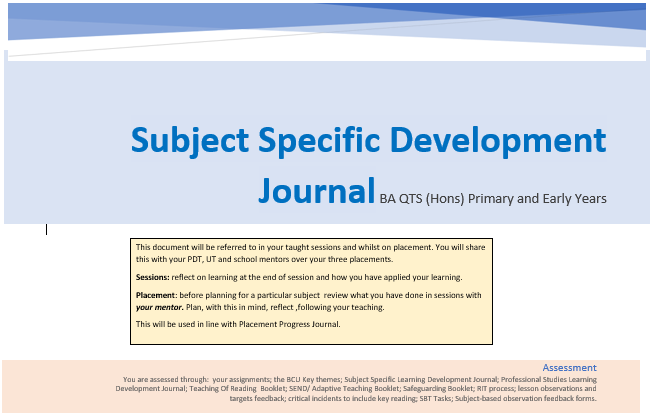 Subject Specific Development
Journal BA QTS (Hons) Primary and Early Years
This document will be referred to in your taught sessions and whilst on placement. You will share
this with your PDT, UT and school mentors over your three placements.
Sessions: reflect on learning at the end of session and how you have applied your learning.
Placement: before planning for a particular subject review what you have done in sessions with
your mentor. Plan, with this in mind, reflect ,following your teaching.
This will be used in line with Placement Progress Journal.
Assessment
You are assessed through: your assignments; the BCU Key themes; Subject Specific Learning Development Journal; Professional Studies Learning
Development Journal; Teaching Of Reading Booklet; SEND/ Adaptive Teaching Booklet; Safeguarding Booklet; RIT process; lesson observations and
targets feedback; critical incidents to include key reading; SBT Tasks; Subject-based observation feedback forms.